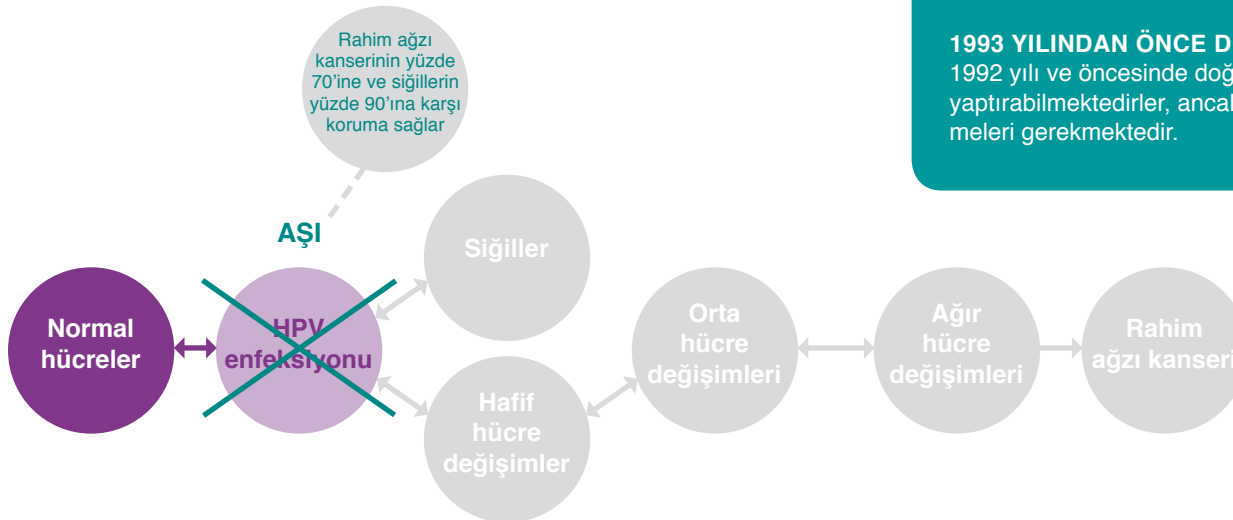 Rahim ağzı
kanserinin yüzde
70’ine ve siğillerin
yüzde 90’ına karşı
koruma sağlar
1993 YILINDAN ÖNCE
1992 yılı ve öncesinde
yaptırabilmektedirler,
meleri gerekmektedir.
AŞI
Siğiller
Normal
hücreler
HPV
enfeksiyonu
Hafif
hücre
değişimler
Orta
hücre
değişimleri
Ağır
hücre
değişimleri
Rahim
ağzı kanseri